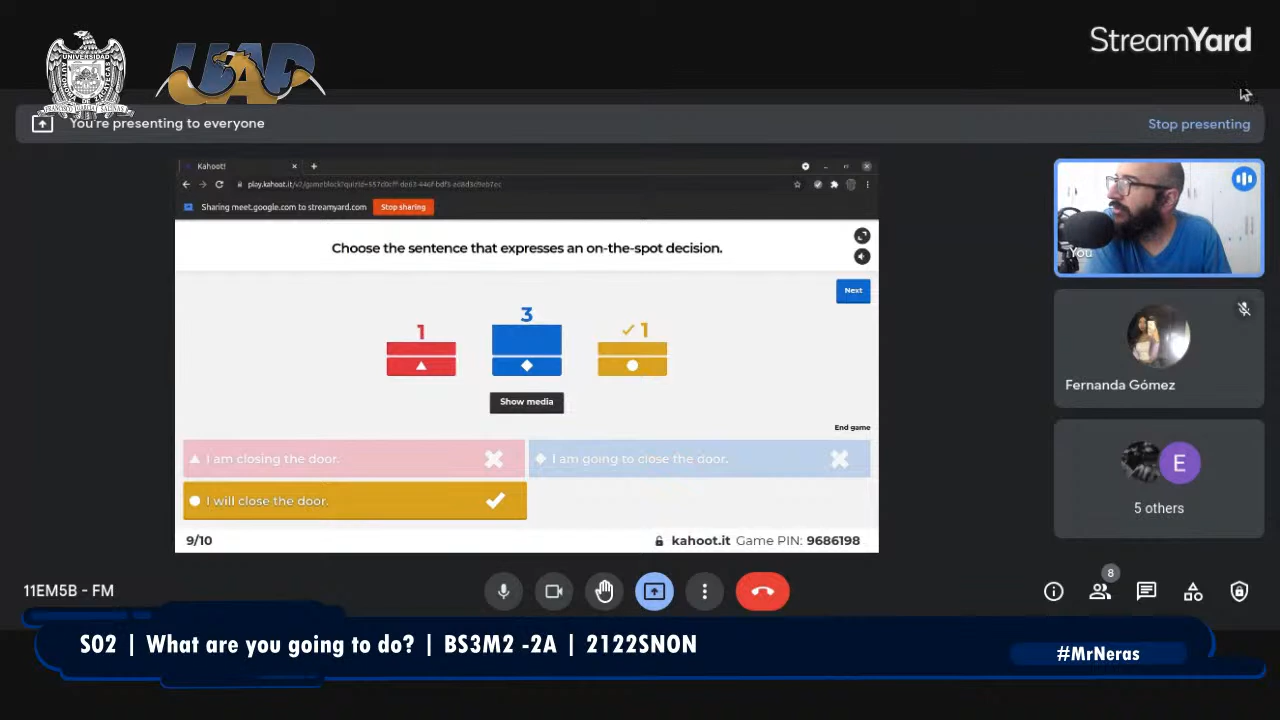 StreamYard
UAP
You're presenting to everyone
Stop presenting
Kahoot!
Sharing meet.google.com to streamyard.com
Stop sharing
Choose the sentence that expresses an on-the-spot decision.
Next
1
3
1
Show media
End game
I am closing the door.
I am going to close the door.
I will close the door.
9/10
kahoot.it Game PIN: 9686198
You
Fernanda Gómez
E
5 others
11EM5B - FM
8
S02 | What are you going to do? | BS3M2 -2A | 2122SNON
#MrNeras